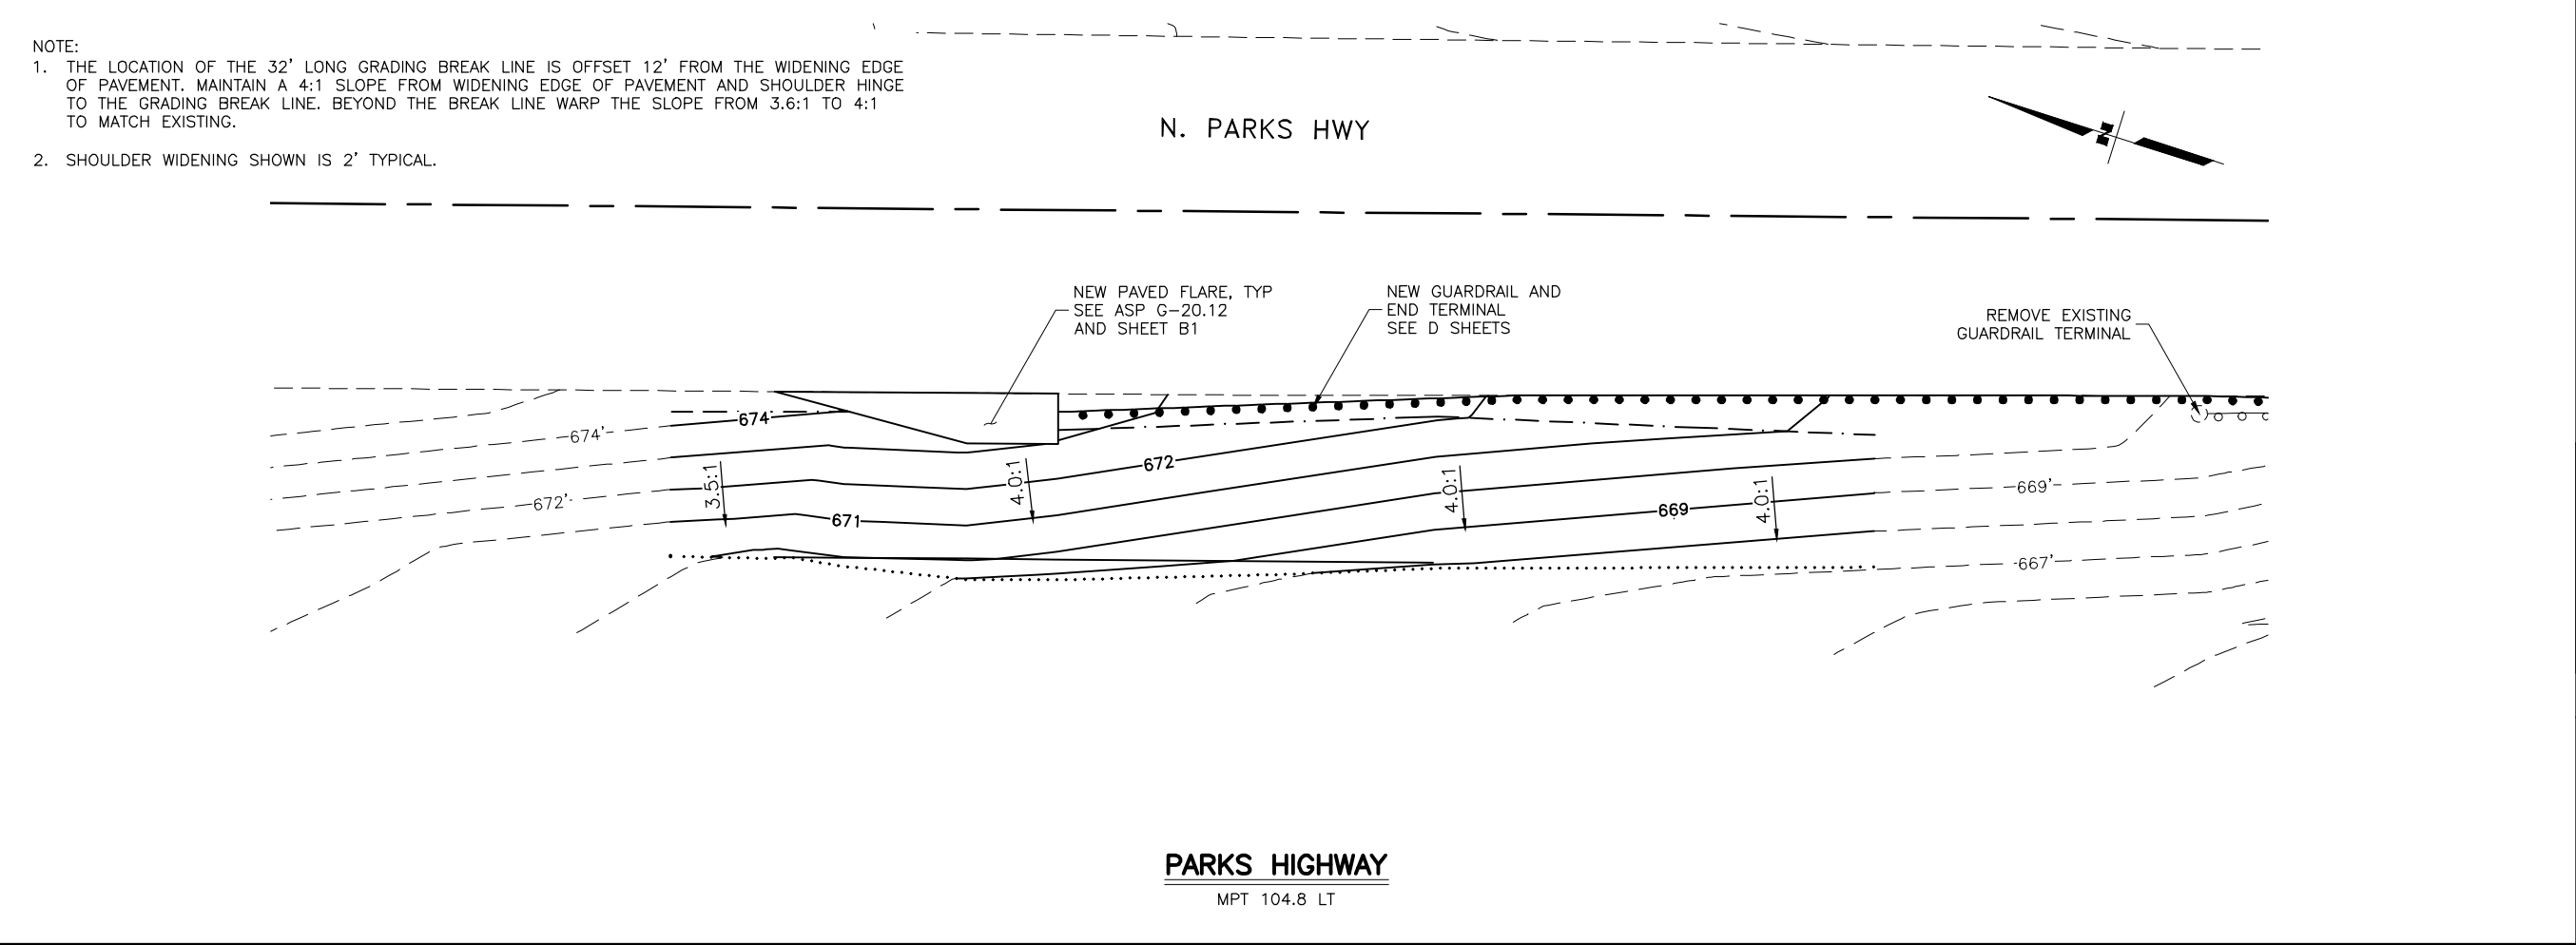 NOTE:
1. THE LOCATION OF THE 32' LONG GRADING BREAK LINE IS OFFSET 12' FROM THE WIDENING EDGE
OF PAVEMENT. MAINTAIN A 4:1 SLOPE FROM WIDENING EDGE OF PAVEMENT AND SHOULDER HINGE
TO THE GRADING BREAK LINE. BEYOND THE BREAK LINE WARP THE SLOPE FROM 3.6:1 TO 4:1
TO MATCH EXISTING.
2. SHOULDER WIDENING SHOWN IS 2' TYPICAL.
N. PARKS HWY
N
NEW PAVED FLARE, TYP
SEE ASP G-20.12
AND SHEET B1
NEW GUARDRAIL AND
END TERMINAL
SEE D SHEETS
REMOVE EXISTING
GUARDRAIL TERMINAL
674
674'
672
3.5:1
4.0:1
4.0:1
4.0:1
669'
672'
671
669
667'
PARKS HIGHWAY
MPT 104.8 LT